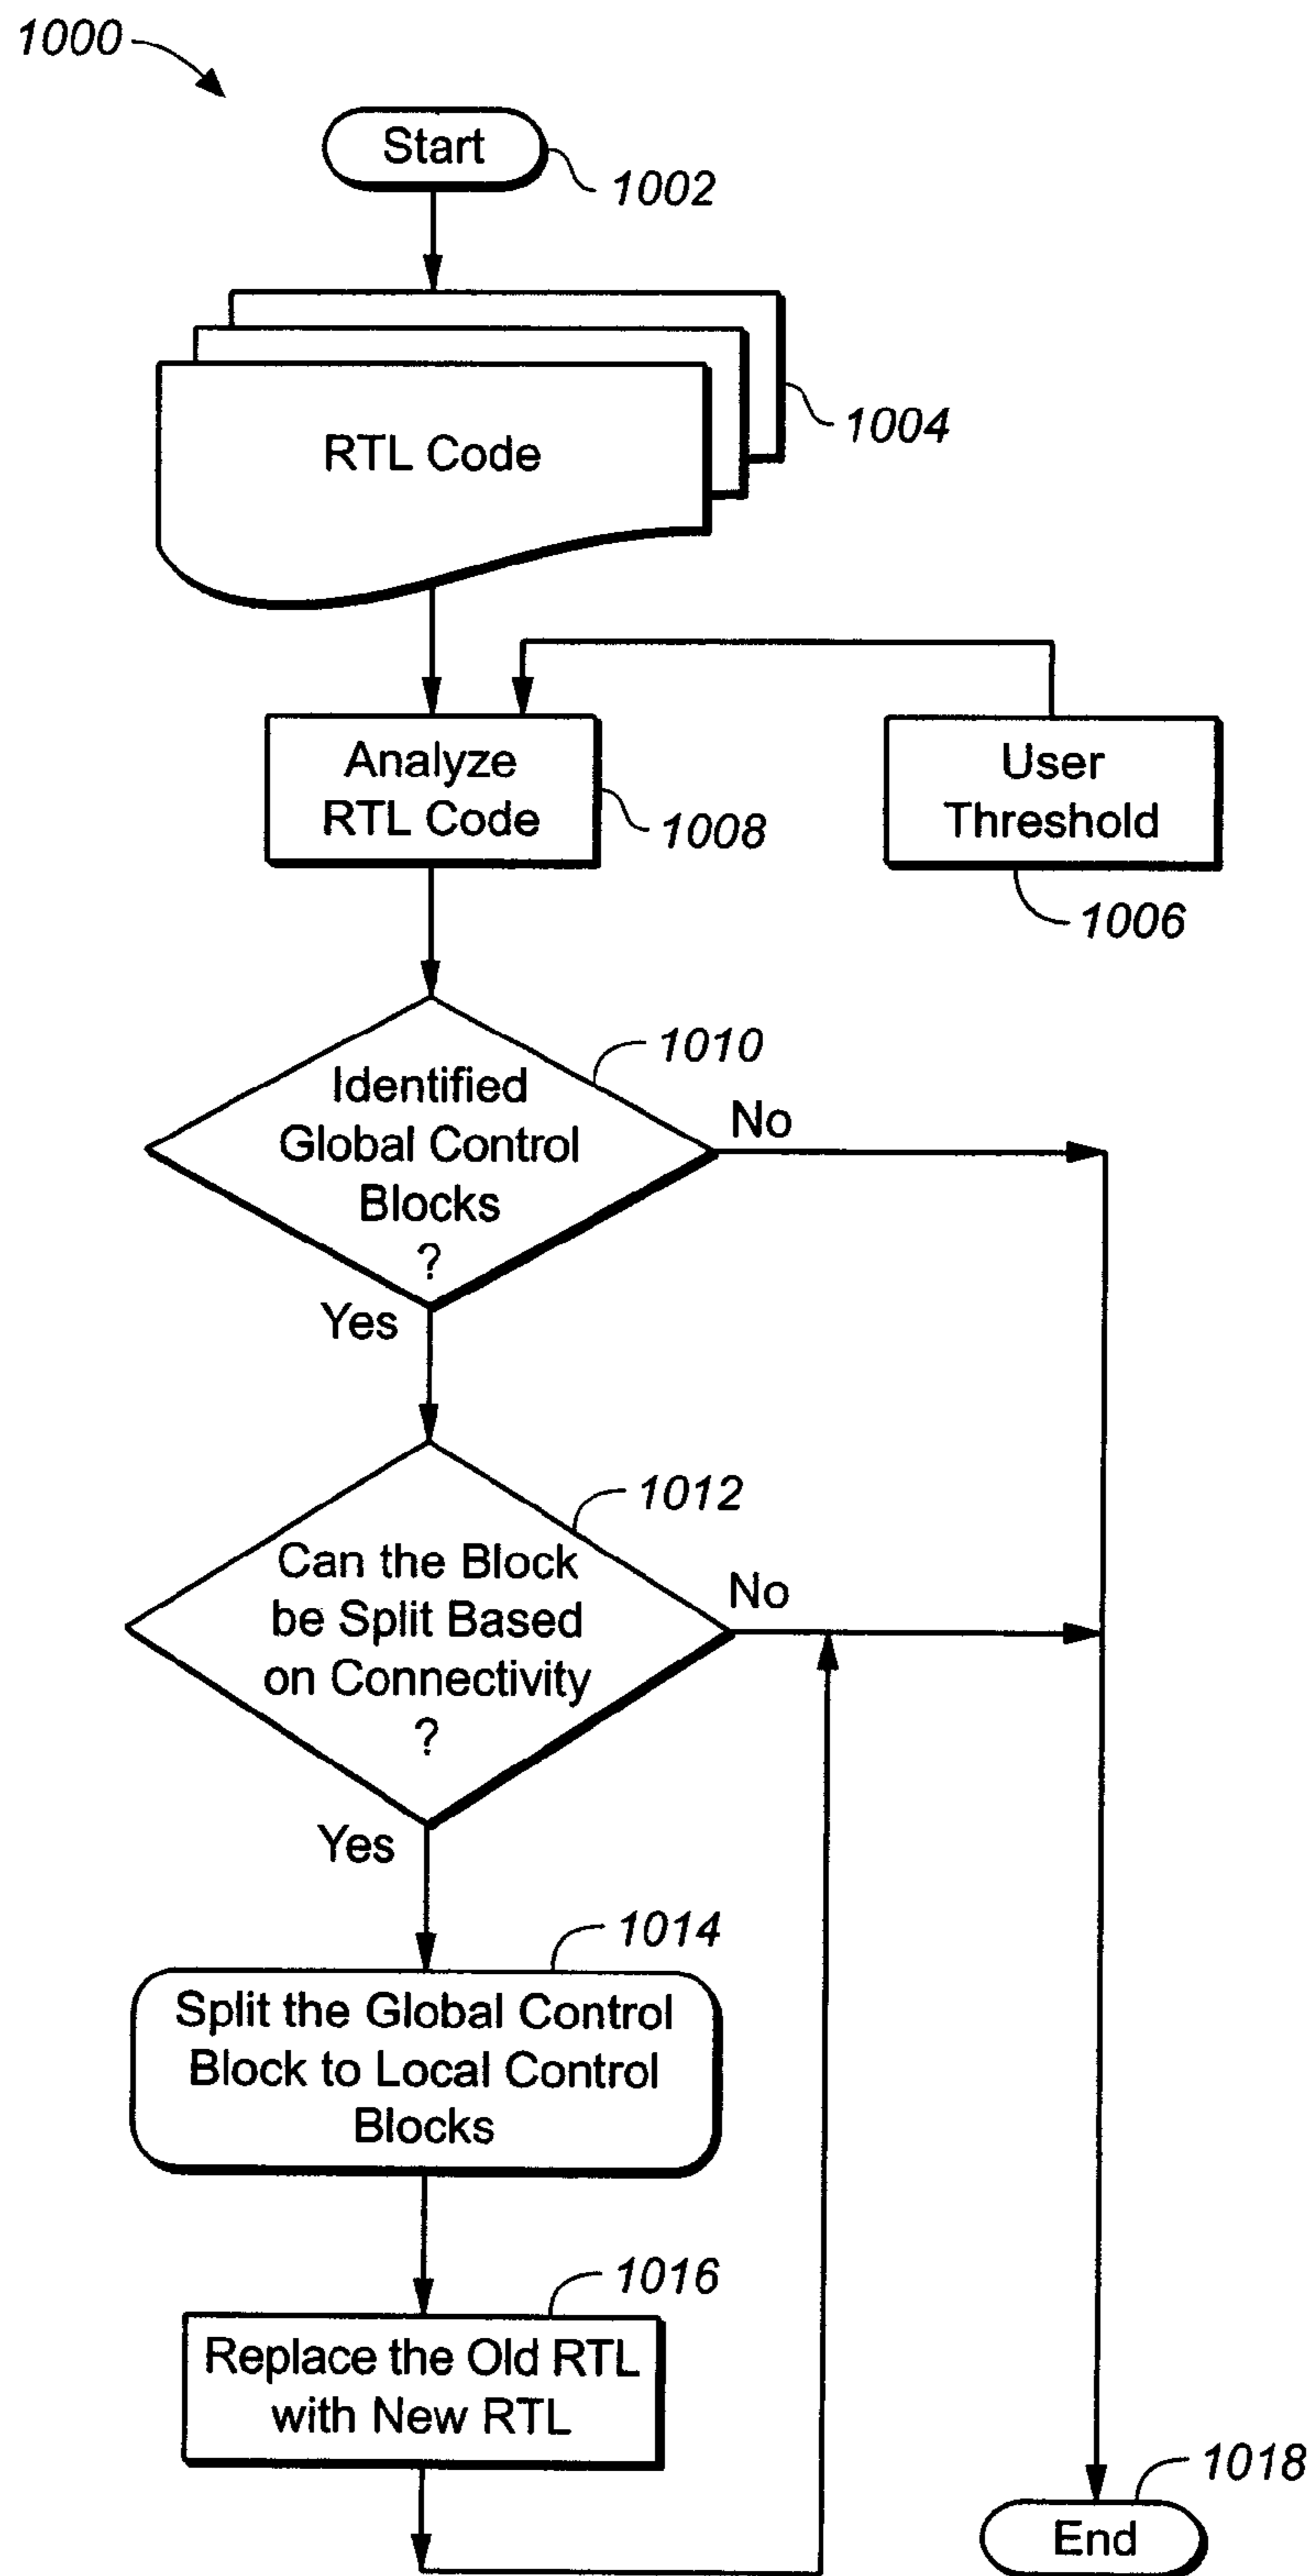 1000
Start
1002
RTL Code
1004
Analyze
RTL Code
1008
User
Threshold
1006
1010
Identified
Global Control
Blocks
?
No
Yes
1012
Can the Block
be Split Based
on Connectivity
?
No
Yes
1014
Split the Global Control
Block to Local Control
Blocks
1016
Replace the Old RTL
with New RTL
1018
End